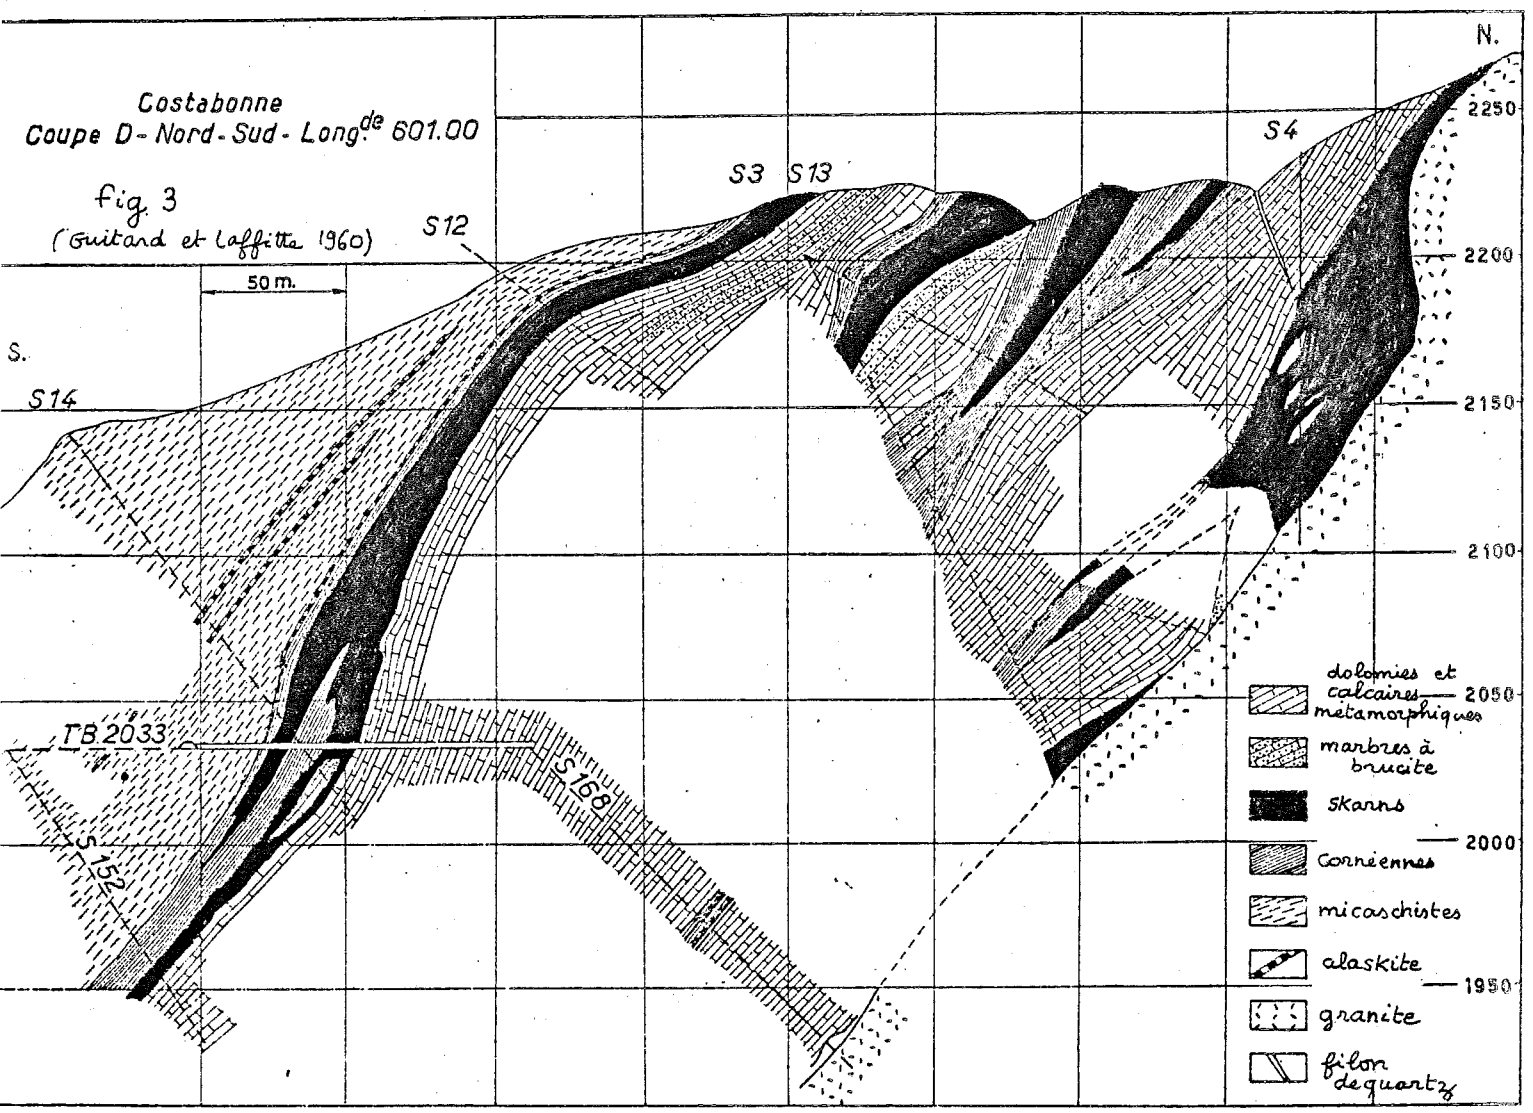 N.
2250
Costabonne
Coupe D - Nord - Sud - Long.de 601.00
S4
fig. 3
(Guitard et Laffitte 1960)
S3 S13
S12
2200
50 m.
S.
S14
2150
2100
dolomies et
calcaires
métamorphiques
2050
TB 2033
marbres à
brucite
S168
skarns
S152
2000
cornéennes
micaschistes
alaskite
1950
granite
filon
de quartz